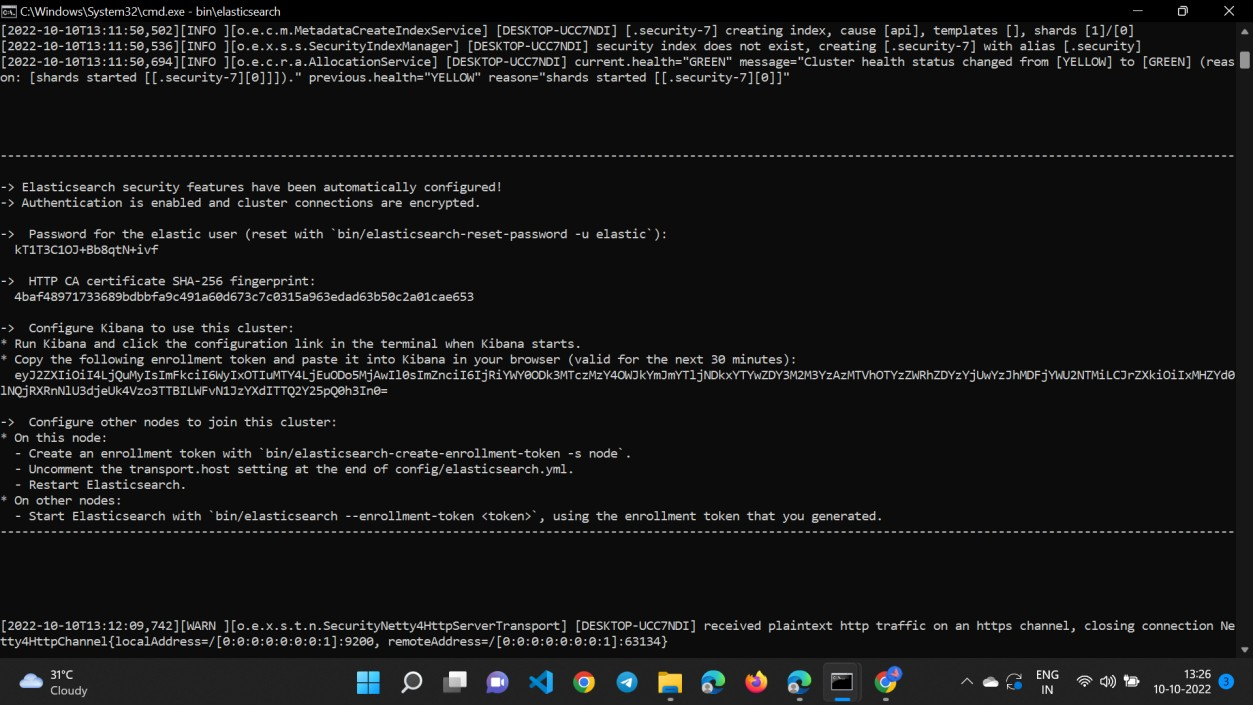 C:\Windows\System32\cmd.exe - bin\elasticsearch
[2022-10-10T13:11:50,502][INFO ][o.e.c.m.MetadataCreateIndexService] [DESKTOP-UCC7NDI] [.security-7] creating index, cause [api], templates [], shards [1]/[0]
[2022-10-10T13:11:50,536][INFO ][o.e.x.s.s.SecurityIndexManager] [DESKTOP-UCC7NDI] security index does not exist, creating [.security-7] with alias [.security]
[2022-10-10T13:11:50,694][INFO ][o.e.c.r.a.AllocationService] [DESKTOP-UCC7NDI] current.health="GREEN" message="Cluster health status changed from [YELLOW] to [GREEN] (reas
on: [shards started [[.security-7][0]]])." previous.health="YELLOW" reason="shards started [[.security-7][0]]"
-> Elasticsearch security features have been automatically configured!
-> Authentication is enabled and cluster connections are encrypted.
-> Password for the elastic user (reset with `bin/elasticsearch-reset-password -u elastic`):
kT1T3C1OJ+Bb8qtN+ivf
-> HTTP CA certificate SHA-256 fingerprint:
4baf48971733689bdbbfa9c491a60d673c7c0315a963edad63b50c2a01cae653
-> Configure Kibana to use this cluster:
* Run Kibana and click the configuration link in the terminal when Kibana starts.
* Copy the following enrollment token and paste it into Kibana in your browser (valid for the next 30 minutes):
eyJ2ZXIiOiI4LjQuMyIsImFkciI6WyIxOTIuMTY4LjEuODo5MjAwIl0sImZnciI6IjRiYWY0ODk3MTczMzY4OWJkYmJmYTljNDkxYTYwZDY3M2M3YzAzMTVhOTYzZWRhZDYzYjUwYzJhMDFjYWU2NTMiLCJrZXkiOiIxMHZYd0
lNQjRXRnNlU3djeUk4Vzo3TTBILWFvN1JzYXdITTQ2Y25pQ0h3In0=
-> Configure other nodes to join this cluster:
* On this node:
- Create an enrollment token with `bin/elasticsearch-create-enrollment-token -s node`.
- Uncomment the transport.host setting at the end of config/elasticsearch.yml.
- Restart Elasticsearch.
* On other nodes:
- Start Elasticsearch with `bin/elasticsearch --enrollment-token <token>`, using the enrollment token that you generated.
[2022-10-10T13:12:09,742][WARN ][o.e.x.s.t.n.SecurityNetty4HttpServerTransport] [DESKTOP-UCC7NDI] received plaintext http traffic on an https channel, closing connection Ne
tty4HttpChannel{localAddress=/[0:0:0:0:0:0:0:1]:9200, remoteAddress=/[0:0:0:0:0:0:0:1]:63134}
31°C
Cloudy
4
ENG
IN
13:26
10-10-2022
3